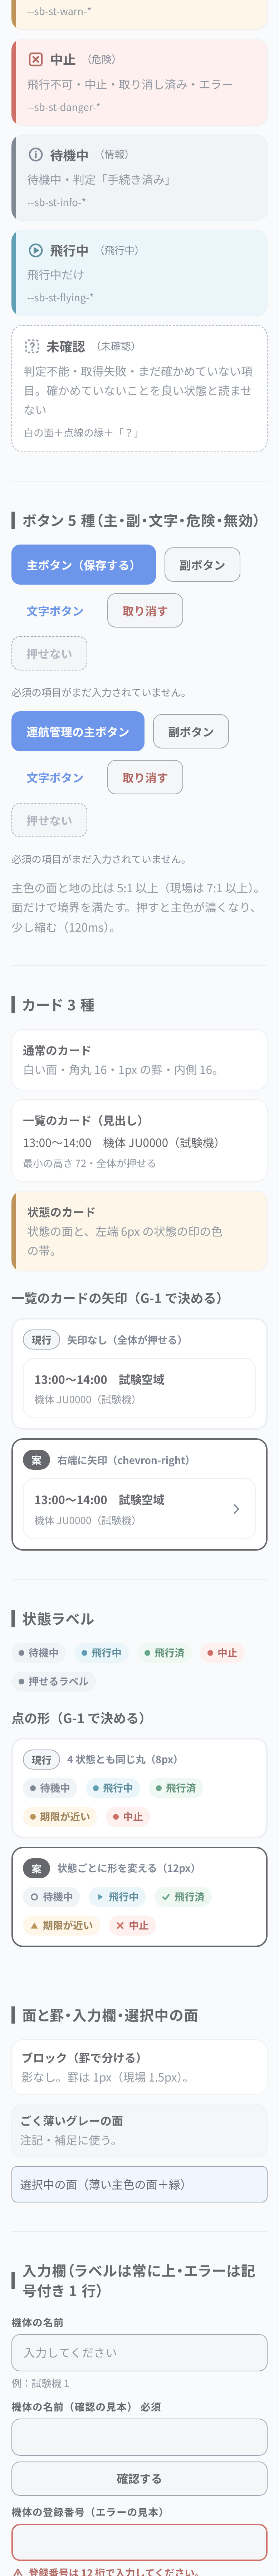 --sb-st-warn-*
中止 （危険）
飛行不可・中止・取り消し済み・エラー
--sb-st-danger-*
待機中 （情報）
待機中・判定「手続き済み」
--sb-st-info-*
飛行中 （飛行中）
飛行中だけ
--sb-st-flying-*
未確認 （未確認）
判定不能・取得失敗・まだ確かめていない項
目。確かめていないことを良い状態と読ませ
ない
白の面＋点線の縁＋「？」
ボタン 5 種（主・副・文字・危険・無効）
主ボタン（保存する） 副ボタン
文字ボタン 取り消す
押せない
必須の項目がまだ入力されていません。
運航管理の主ボタン 副ボタン
文字ボタン 取り消す
押せない
必須の項目がまだ入力されていません。
主色の面と地の比は 5:1 以上（現場は 7:1 以上）。
面だけで境界を満たす。押すと主色が濃くなり、
少し縮む（120ms）。
カード 3 種
通常のカード
白い面・角丸 16・1px の罫・内側 16。
一覧のカード（見出し）
13:00〜14:00 機体 JU0000（試験機）
最小の高さ 72・全体が押せる
状態のカード
状態の面と、左端 6px の状態の印の色
の帯。
一覧のカードの矢印（G-1 で決める）
現行 矢印なし（全体が押せる）
13:00〜14:00 試験空域
機体 JU0000（試験機）
案 右端に矢印（chevron-right）
13:00〜14:00 試験空域
機体 JU0000（試験機）
状態ラベル
待機中 飛行中 飛行済 中止
押せるラベル
点の形（G-1 で決める）
現行 4 状態とも同じ丸（8px）
待機中 飛行中 飛行済
期限が近い 中止
案 状態ごとに形を変える（12px）
待機中 飛行中 飛行済
期限が近い 中止
面と罫・入力欄・選択中の面
ブロック（罫で分ける）
影なし。罫は 1px（現場 1.5px）。
ごく薄いグレーの面
注記・補足に使う。
選択中の面（薄い主色の面＋縁）
入力欄（ラベルは常に上・エラーは記
号付き 1 行）
機体の名前
入力してください
例：試験機 1
機体の名前（確認の見本） 必須
確認する
機体の登録番号（エラーの見本）
登録番号は 12 桁で入力してください。